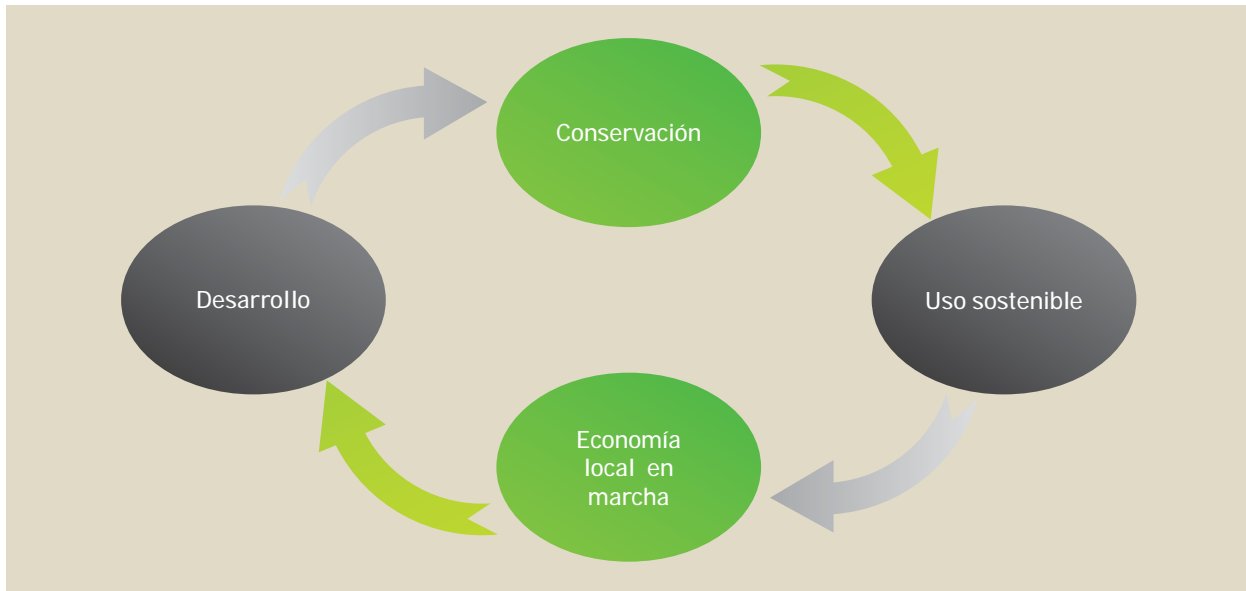 Conservación
Desarrollo
Uso sostenible
Economía
local en
marcha